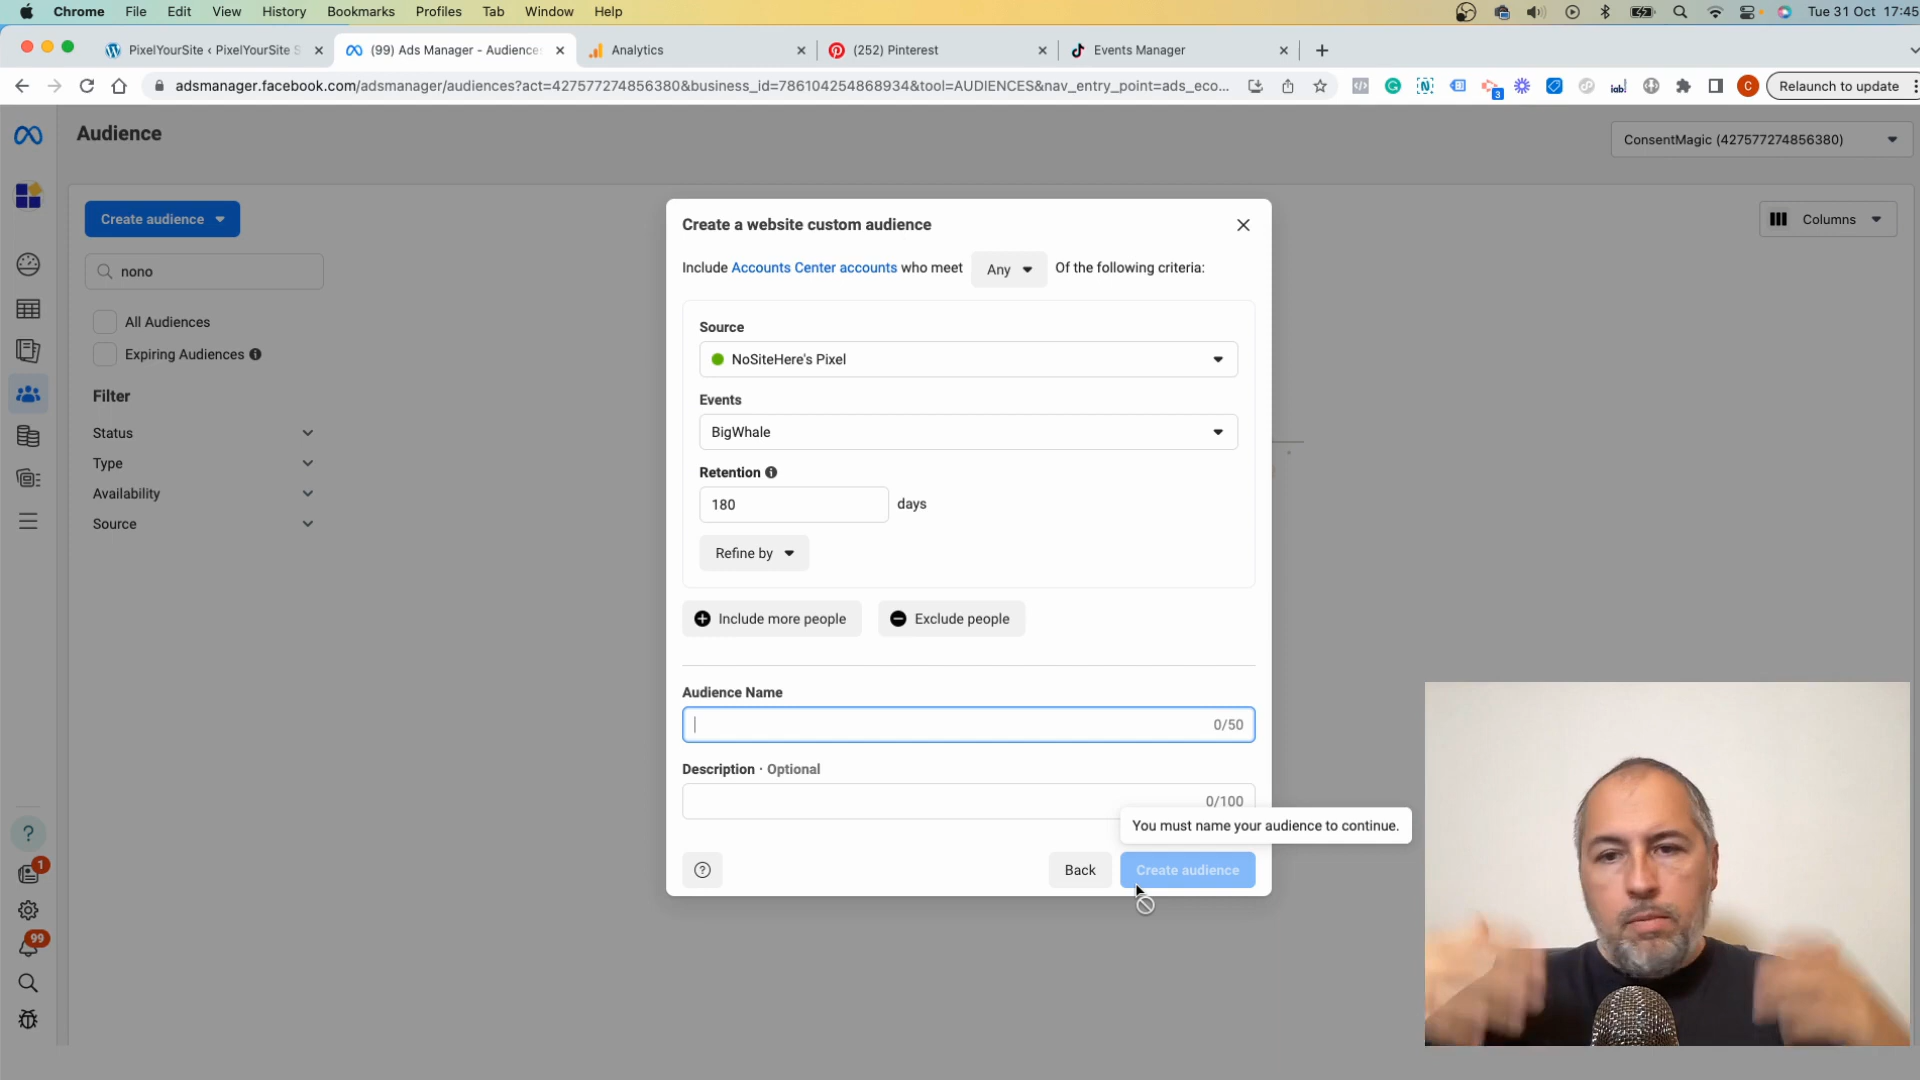 Chrome File Edit View History Bookmarks Profiles Tab Window Help Tue 31 Oct 17:45
PixelYourSite ‹ PixelYourSite S (99) Ads Manager - Audiences Analytics (252) Pinterest Events Manager
adsmanager.facebook.com/adsmanager/audiences?act=427577274856380&business_id=786104254868934&tool=AUDIENCES&nav_entry_point=ads_eco... iab! 3 C Relaunch to update
Audience
ConsentMagic (427577274856380)
Create audience
Columns
nono
All Audiences
Expiring Audiences
Filter
Status
Type
Availability
Source
1
99
Create a website custom audience
Include Accounts Center accounts who meet Any Of the following criteria:
Source
NoSiteHere's Pixel
Events
BigWhale
Retention
180 days
Refine by
Include more people Exclude people
Audience Name
0/50
Description · Optional
0/100
You must name your audience to continue.
Back Create audience